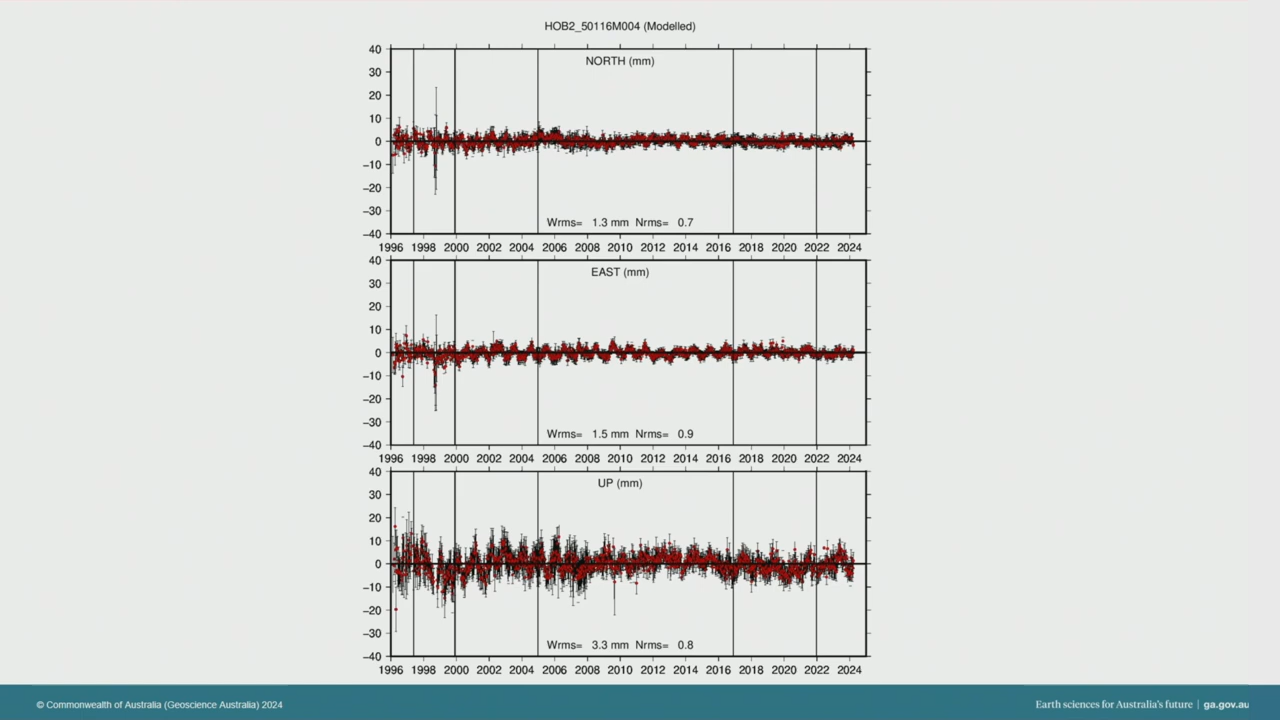 HOB2_50116M004 (Modelled)
NORTH (mm)
40
30
20
10
0
−10
−20
−30
−40
Wrms= 1.3 mm Nrms= 0.7
1996 1998 2000 2002 2004 2006 2008 2010 2012 2014 2016 2018 2020 2022 2024
EAST (mm)
40
30
20
10
0
−10
−20
−30
−40
Wrms= 1.5 mm Nrms= 0.9
1996 1998 2000 2002 2004 2006 2008 2010 2012 2014 2016 2018 2020 2022 2024
UP (mm)
40
30
20
10
0
−10
−20
−30
−40
Wrms= 3.3 mm Nrms= 0.8
1996 1998 2000 2002 2004 2006 2008 2010 2012 2014 2016 2018 2020 2022 2024
© Commonwealth of Australia (Geoscience Australia) 2024
Earth sciences for Australia's future | ga.gov.au